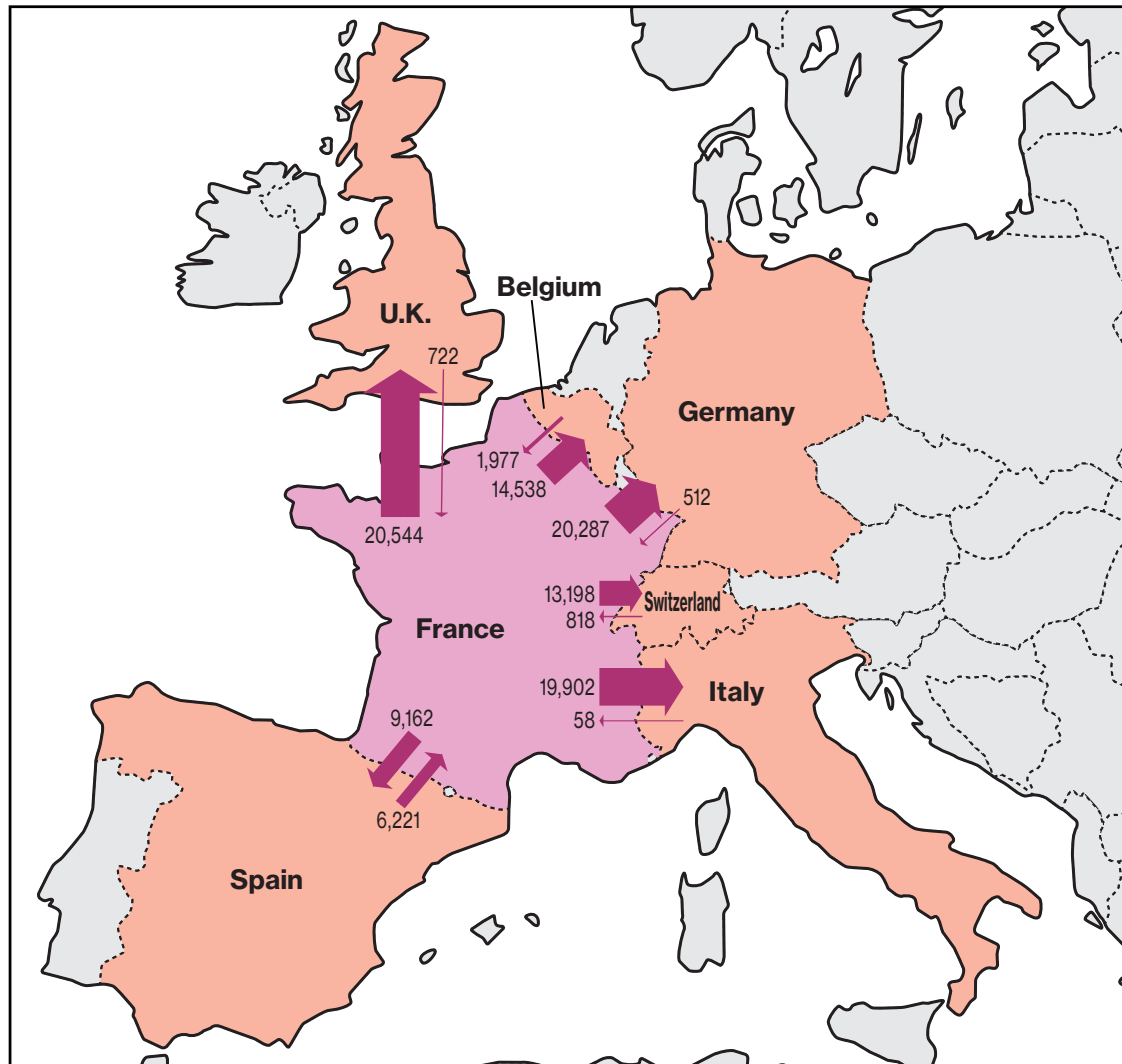 Belgium
U.K.
722
Germany
1,977
14,538
512
20,544
20,287
13,198
Switzerland
818
France
19,902
Italy
58
9,162
6,221
Spain